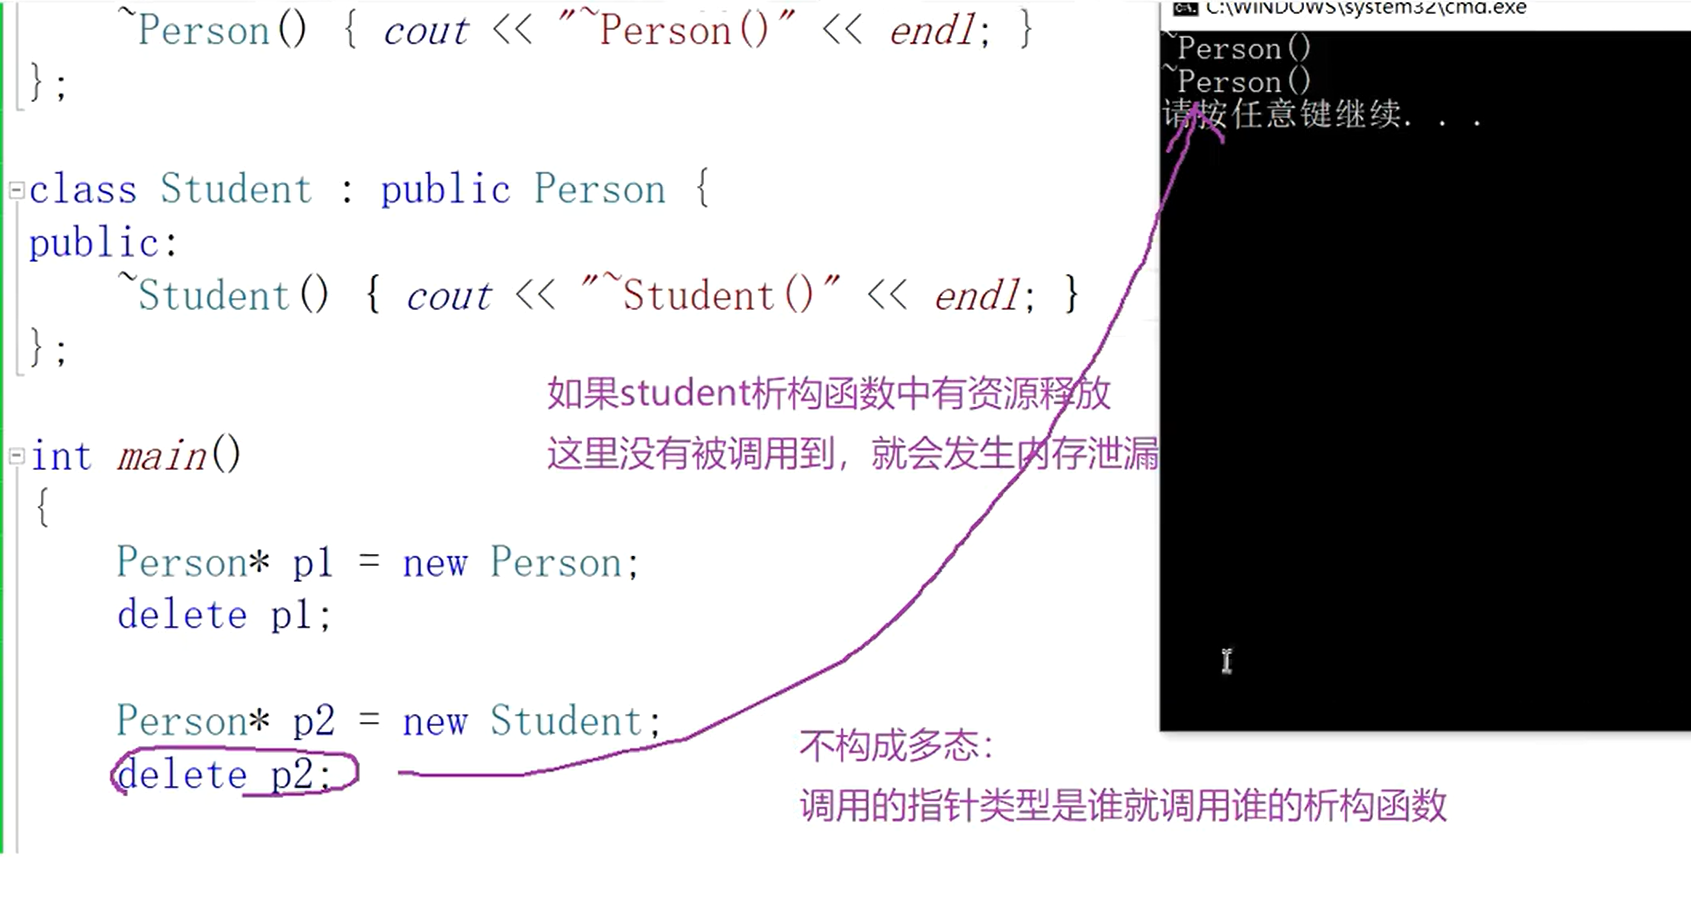 ~Person() { cout << "~Person()" << endl; }
};
class Student : public Person {
public:
~Student() { cout << "~Student()" << endl; }
};
如果student析构函数中有资源释放
这里没有被调用到，就会发生内存泄漏
int main()
{
Person* p1 = new Person;
delete p1;
Person* p2 = new Student;
delete p2;
不构成多态：
调用的指针类型是谁就调用谁的析构函数
C:\WINDOWS\system32\cmd.exe
~Person()
~Person()
请按任意键继续. . .